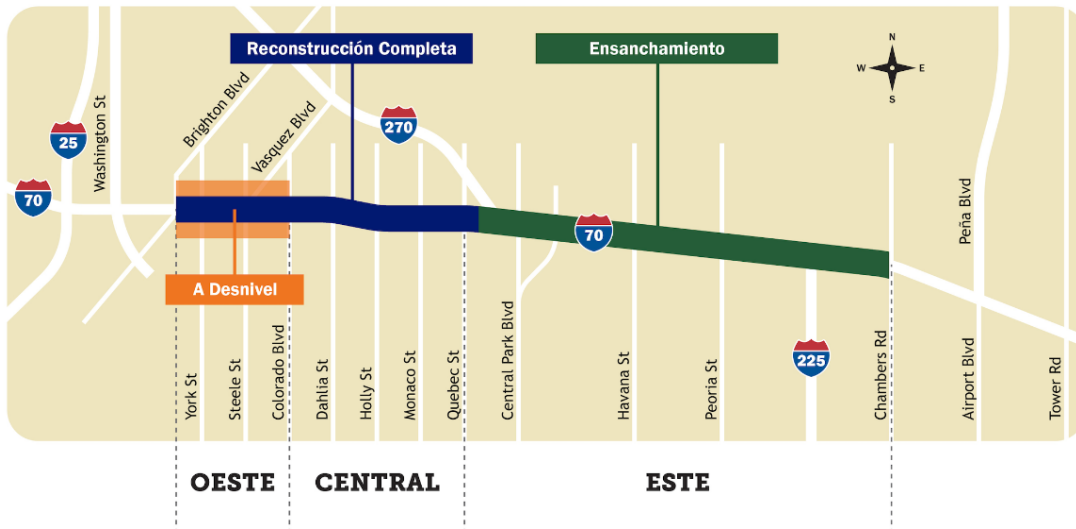 Reconstrucción Completa
Ensanchamiento
N
W
E
S
25
Washington St
Brighton Blvd
Vasquez Blvd
270
70
70
Peña Blvd
A Desnivel
York St
Steele St
Colorado Blvd
Dahlia St
Holly St
Monaco St
Quebec St
Central Park Blvd
Havana St
Peoria St
225
Chambers Rd
Airport Blvd
Tower Rd
OESTE
CENTRAL
ESTE